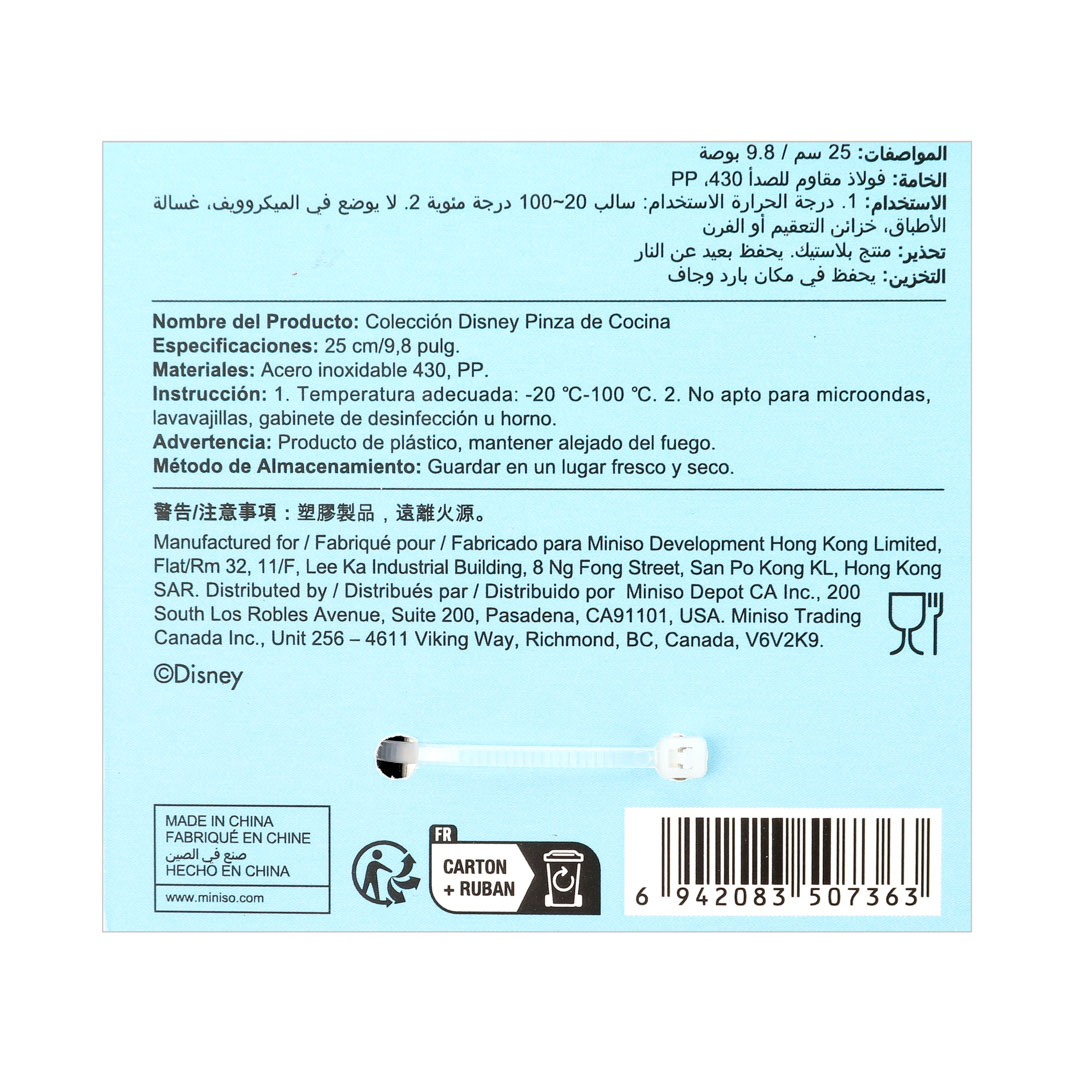 المواصفات: 25 سم / 9.8 بوصة
الخامة: فولاذ مقاوم للصدأ 430، PP
الاستخدام: 1. درجة الحرارة الاستخدام: سالب 20~100 درجة مئوية 2. لا يوضع في الميكروويف، غسالة
الأطباق، خزائن التعقيم أو الفرن
تحذير: منتج بلاستيك. يحفظ بعيد عن النار
التخزين: يحفظ في مكان بارد وجاف
Nombre del Producto: Colección Disney Pinza de Cocina
Especificaciones: 25 cm/9,8 pulg.
Materiales: Acero inoxidable 430, PP.
Instrucción: 1. Temperatura adecuada: -20 ℃-100 ℃. 2. No apto para microondas,
lavavajillas, gabinete de desinfección u horno.
Advertencia: Producto de plástico, mantener alejado del fuego.
Método de Almacenamiento: Guardar en un lugar fresco y seco.
警告/注意事項：塑膠製品，遠離火源。
Manufactured for / Fabriqué pour / Fabricado para Miniso Development Hong Kong Limited,
Flat/Rm 32, 11/F, Lee Ka Industrial Building, 8 Ng Fong Street, San Po Kong KL, Hong Kong
SAR. Distributed by / Distribués par / Distribuido por Miniso Depot CA Inc., 200
South Los Robles Avenue, Suite 200, Pasadena, CA91101, USA. Miniso Trading
Canada Inc., Unit 256 – 4611 Viking Way, Richmond, BC, Canada, V6V2K9.
©Disney
MADE IN CHINA
FABRIQUÉ EN CHINE
صنع في الصين
HECHO EN CHINA
www.miniso.com
FR
CARTON
+ RUBAN
6 942083 507363